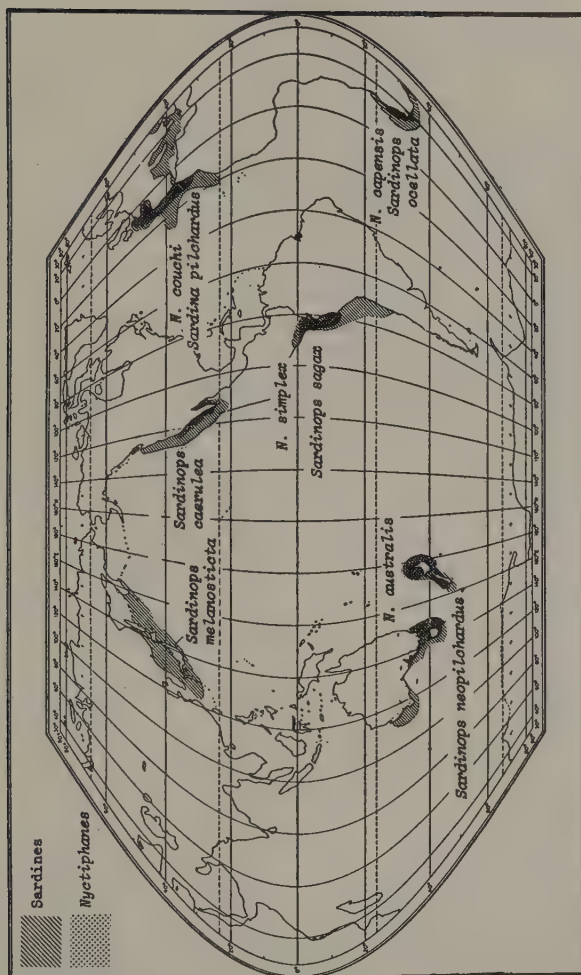 Sardines
Nyctiphanes
Sardinops
melanosticta
Sardinops
caerulea
N. couchi
Sardina pilchardus
N. simplex
Sardinops sagax
N. capensis
Sardinops
ocellata
N. australis
Sardinops neopilchardus